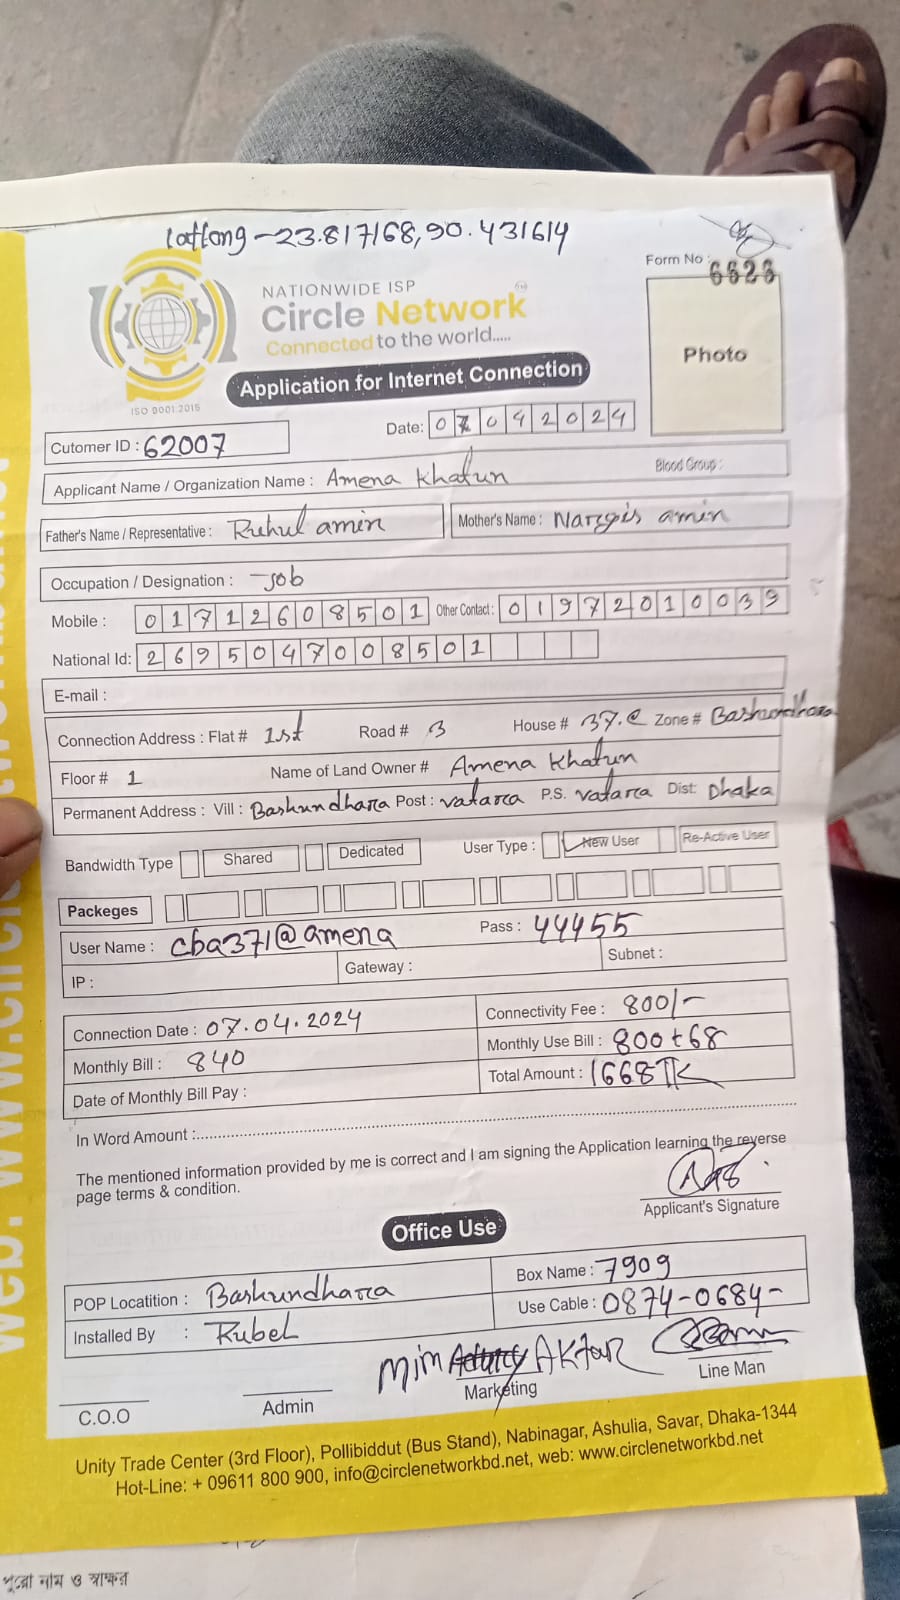 latlong-23.817168,90.431614
Form No : 6623
NATIONWIDE ISP
Circle Network
Connected to the world.....
Photo
Application for Internet Connection
ISO 9001:2015
Date: 07042024
Cutomer ID : 62007
Blood Group :
Applicant Name / Organization Name : Amena Khatun
Father's Name / Representative : Ruhul amin Mother's Name : Nargis amin
Occupation / Designation : Job
Mobile : 01712608501 Other Contact : 01972010039
National Id: 2695047008501
E-mail :
Connection Address : Flat # 1st Road # 3 House # 37.C Zone # Bashundhara
Floor # 1 Name of Land Owner # Amena Khatun
Permanent Address : Vill : Bashundhara Post : vatara P.S. vatara Dist: Dhaka
Bandwidth Type Shared Dedicated User Type : New User Re-Active User
Packeges
User Name : cba371@amena Pass : 44455
IP : Gateway : Subnet :
Connection Date : 07.04.2024 Connectivity Fee : 800/-
Monthly Bill : 840 Monthly Use Bill : 800+68
Date of Monthly Bill Pay : Total Amount : 1668TK
In Word Amount :
The mentioned information provided by me is correct and I am signing the Application learning the reverse
page terms & condition.
Applicant's Signature
Office Use
POP Locatition : Bashundhara Box Name : 7909
Installed By : Rubel Use Cable : 0874-0684-
Mim Aktar
C.O.O Admin Marketing Line Man
Unity Trade Center (3rd Floor), Pollibiddut (Bus Stand), Nabinagar, Ashulia, Savar, Dhaka-1344
Hot-Line: + 09611 800 900, info@circlenetworkbd.net, web: www.circlenetworkbd.net
পুরো নাম ও স্বাক্ষর